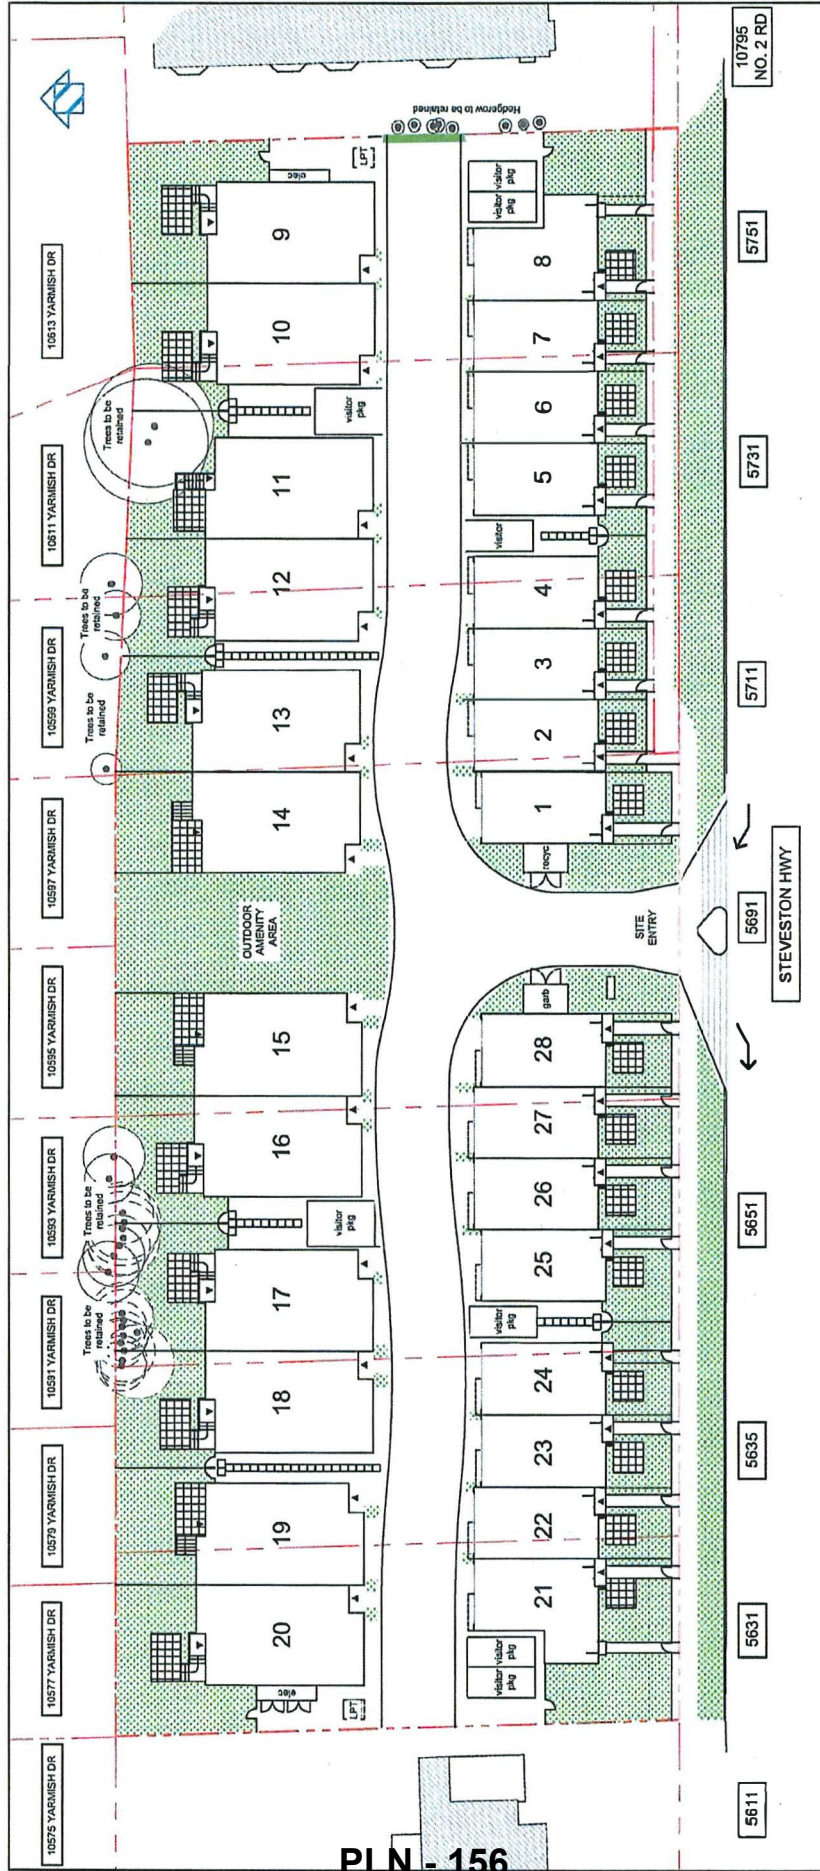 10575 YARMISH DR
10577 YARMISH DR
10579 YARMISH DR
10591 YARMISH DR
10593 YARMISH DR
10595 YARMISH DR
10597 YARMISH DR
10599 YARMISH DR
10611 YARMISH DR
10613 YARMISH DR
Trees to be
retained
Trees to be
retained
Trees to be
retained
Trees to be
retained
Trees to be
retained
20
19
18
17
16
15
OUTDOOR
AMENITY
AREA
14
13
12
11
10
9
elec
LPT
visitor
pkg
visitor
pkg
elec
LPT
Hedgerow to be retained
visitor
pkg
visitor
pkg
21
22
23
24
visitor
pkg
25
26
27
28
garb
SITE
ENTRY
recyc
1
2
3
4
visitor
5
6
7
8
visitor
pkg
visitor
pkg
5611
5631
5635
5651
5691
5711
5731
5751
10795
NO. 2 RD
STEVESTON HWY
PLN - 156